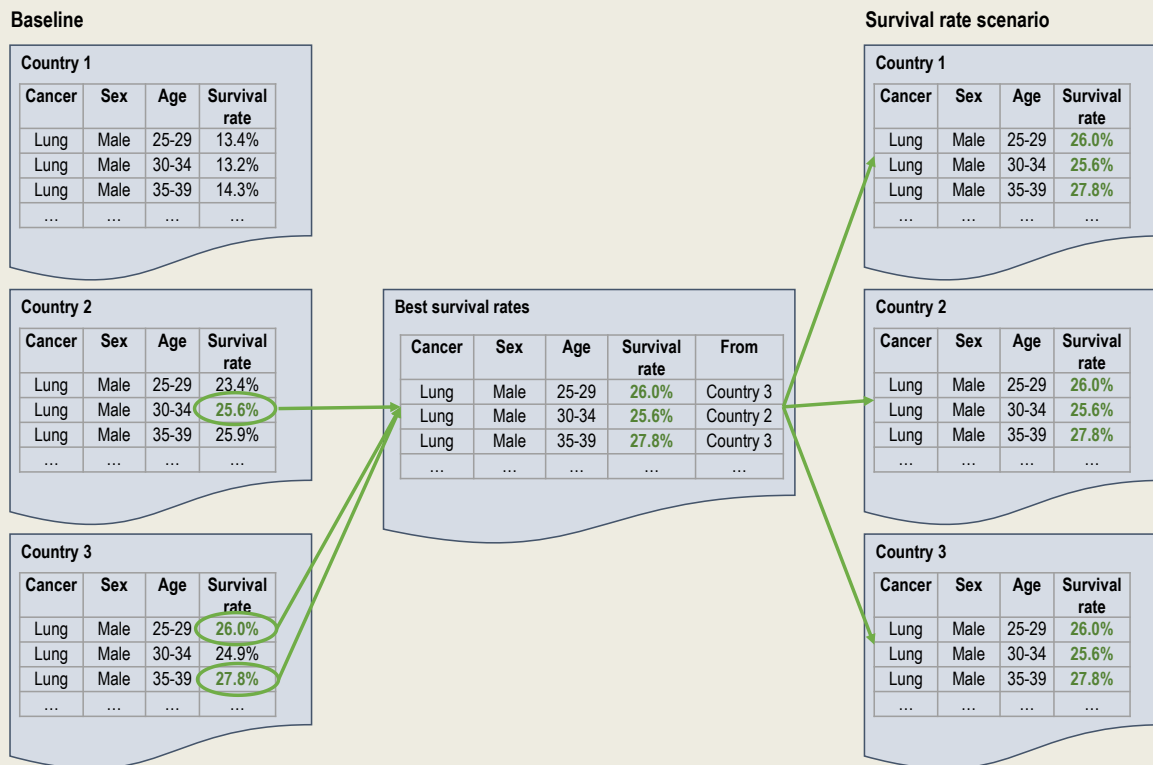 Baseline
Country 1
Cancer Sex Age Survival rate
Lung Male 25-29 13.4%
Lung Male 30-34 13.2%
Lung Male 35-39 14.3%
… … … …
Country 2
Cancer Sex Age Survival rate
Lung Male 25-29 23.4%
Lung Male 30-34 25.6%
Lung Male 35-39 25.9%
… … … …
Country 3
Cancer Sex Age Survival rate
Lung Male 25-29 26.0%
Lung Male 30-34 24.9%
Lung Male 35-39 27.8%
… … … …
Best survival rates
Cancer Sex Age Survival rate From
Lung Male 25-29 26.0% Country 3
Lung Male 30-34 25.6% Country 2
Lung Male 35-39 27.8% Country 3
… … … … …
Survival rate scenario
Country 1
Cancer Sex Age Survival rate
Lung Male 25-29 26.0%
Lung Male 30-34 25.6%
Lung Male 35-39 27.8%
… … … …
Country 2
Cancer Sex Age Survival rate
Lung Male 25-29 26.0%
Lung Male 30-34 25.6%
Lung Male 35-39 27.8%
… … … …
Country 3
Cancer Sex Age Survival rate
Lung Male 25-29 26.0%
Lung Male 30-34 25.6%
Lung Male 35-39 27.8%
… … … …